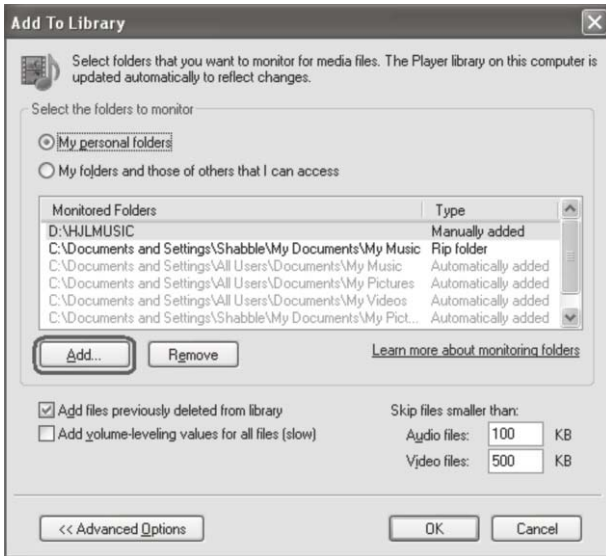 Add To Library
Select folders that you want to monitor for media files. The Player library on this computer is
updated automatically to reflect changes.
Select the folders to monitor
My personal folders
My folders and those of others that I can access
Monitored Folders Type
D:\HJLMUSIC Manually added
C:\Documents and Settings\Shabble\My Documents\My Music Rip folder
C:\Documents and Settings\All Users\Documents\My Music Automatically added
C:\Documents and Settings\All Users\Documents\My Pictures Automatically added
C:\Documents and Settings\All Users\Documents\My Videos Automatically added
C:\Documents and Settings\Shabble\My Documents\My Pict... Automatically added
Add... Remove Learn more about monitoring folders
Add files previously deleted from library Skip files smaller than:
Add volume-leveling values for all files (slow) Audio files: 100 KB
Video files: 500 KB
<< Advanced Options OK Cancel